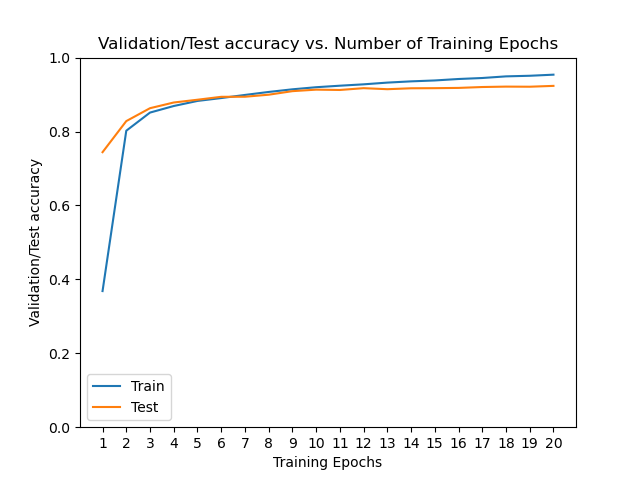 Validation/Test accuracy vs. Number of Training Epochs
1.0
0.8
0.6
0.4
0.2
0.0
Validation/Test accuracy
Train
Test
1 2 3 4 5 6 7 8 9 10 11 12 13 14 15 16 17 18 19 20
Training Epochs